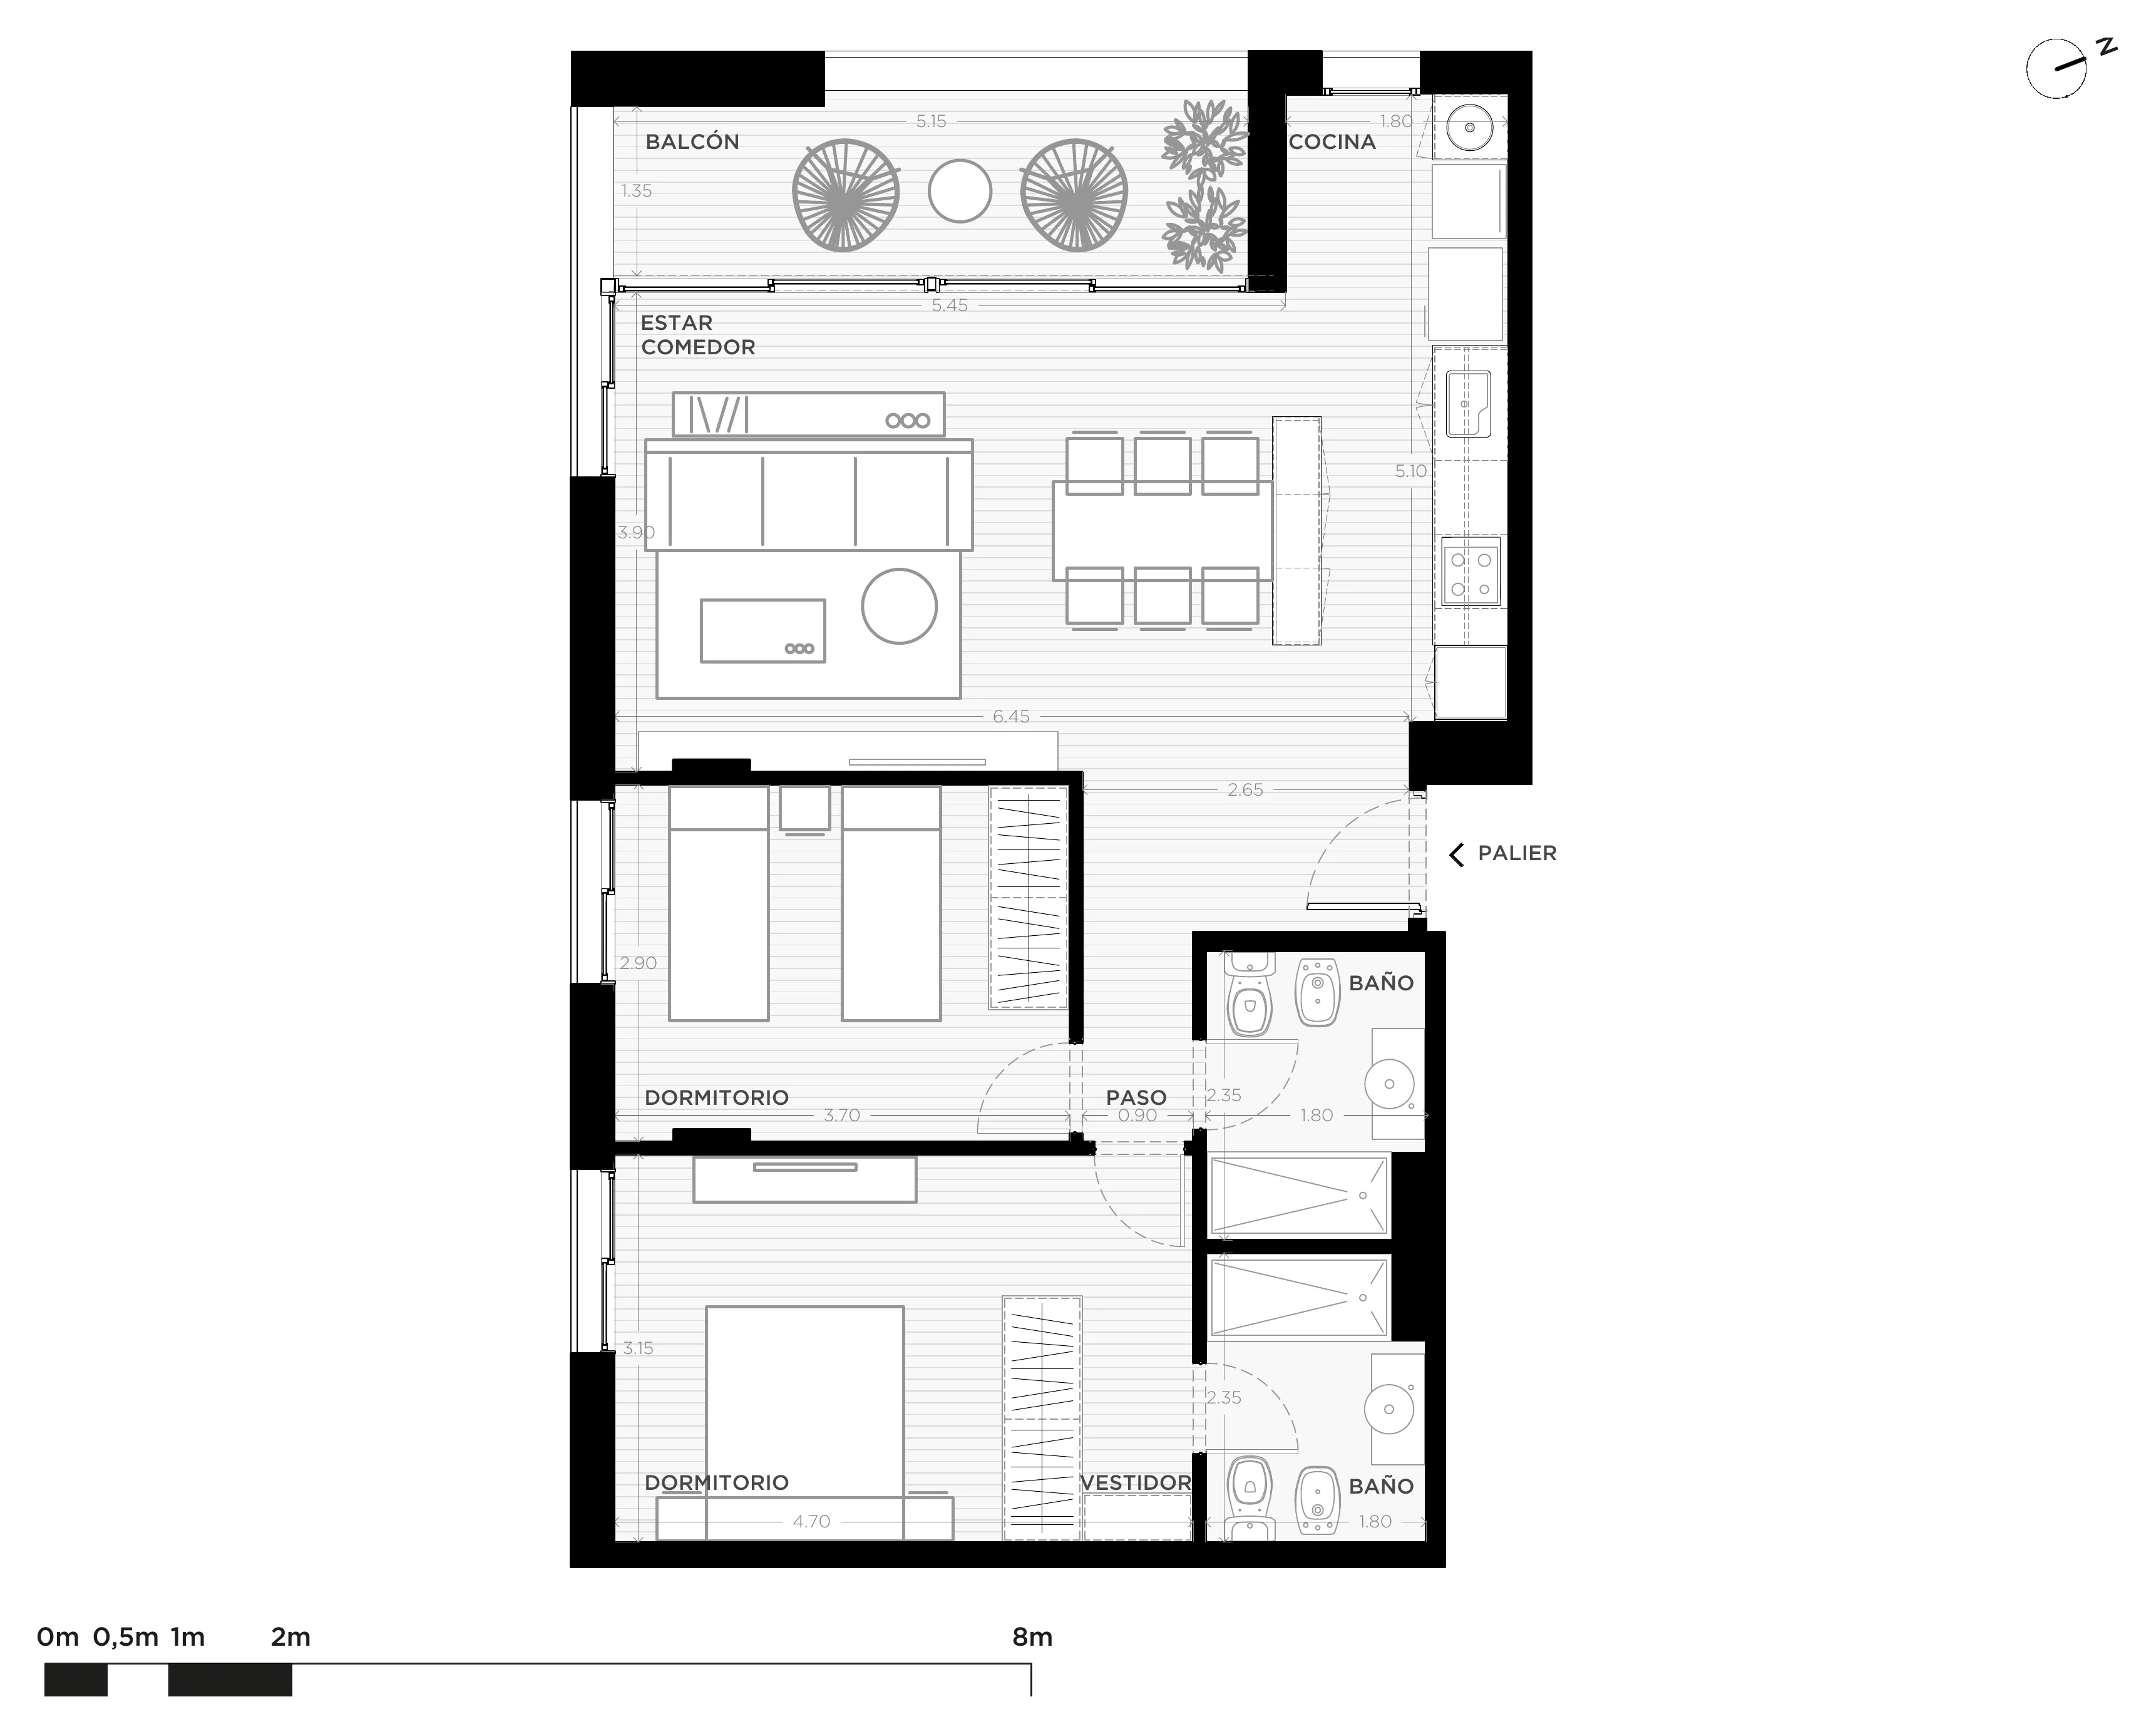 N
5.15
1.80
BALCÓN
COCINA
1.35
5.45
ESTAR
COMEDOR
5.10
3.90
6.45
2.65
PALIER
2.90
BAÑO
DORMITORIO
PASO
2.35
3.70
0.90
1.80
3.15
2.35
DORMITORIO
VESTIDOR
BAÑO
4.70
1.80
0m 0,5m 1m 2m 8m